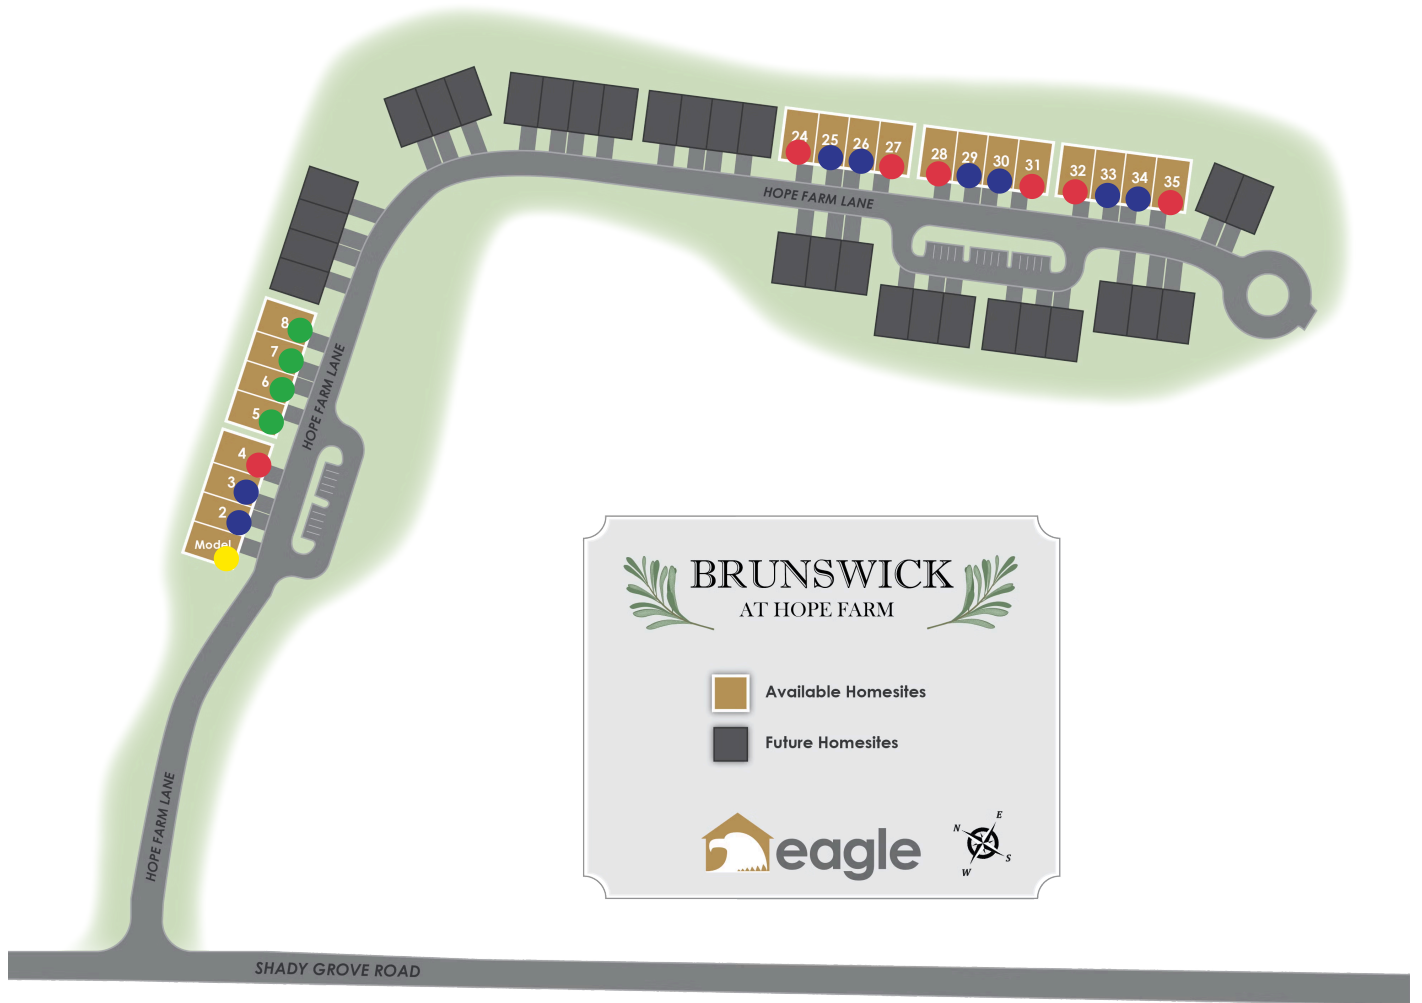 24
25
26
27
28
29
30
31
32
33
34
35
HOPE FARM LANE
8
7
6
5
HOPE FARM LANE
4
3
2
Model
BRUNSWICK
AT HOPE FARM
Available Homesites
Future Homesites
eagle
N
E
S
W
HOPE FARM LANE
SHADY GROVE ROAD